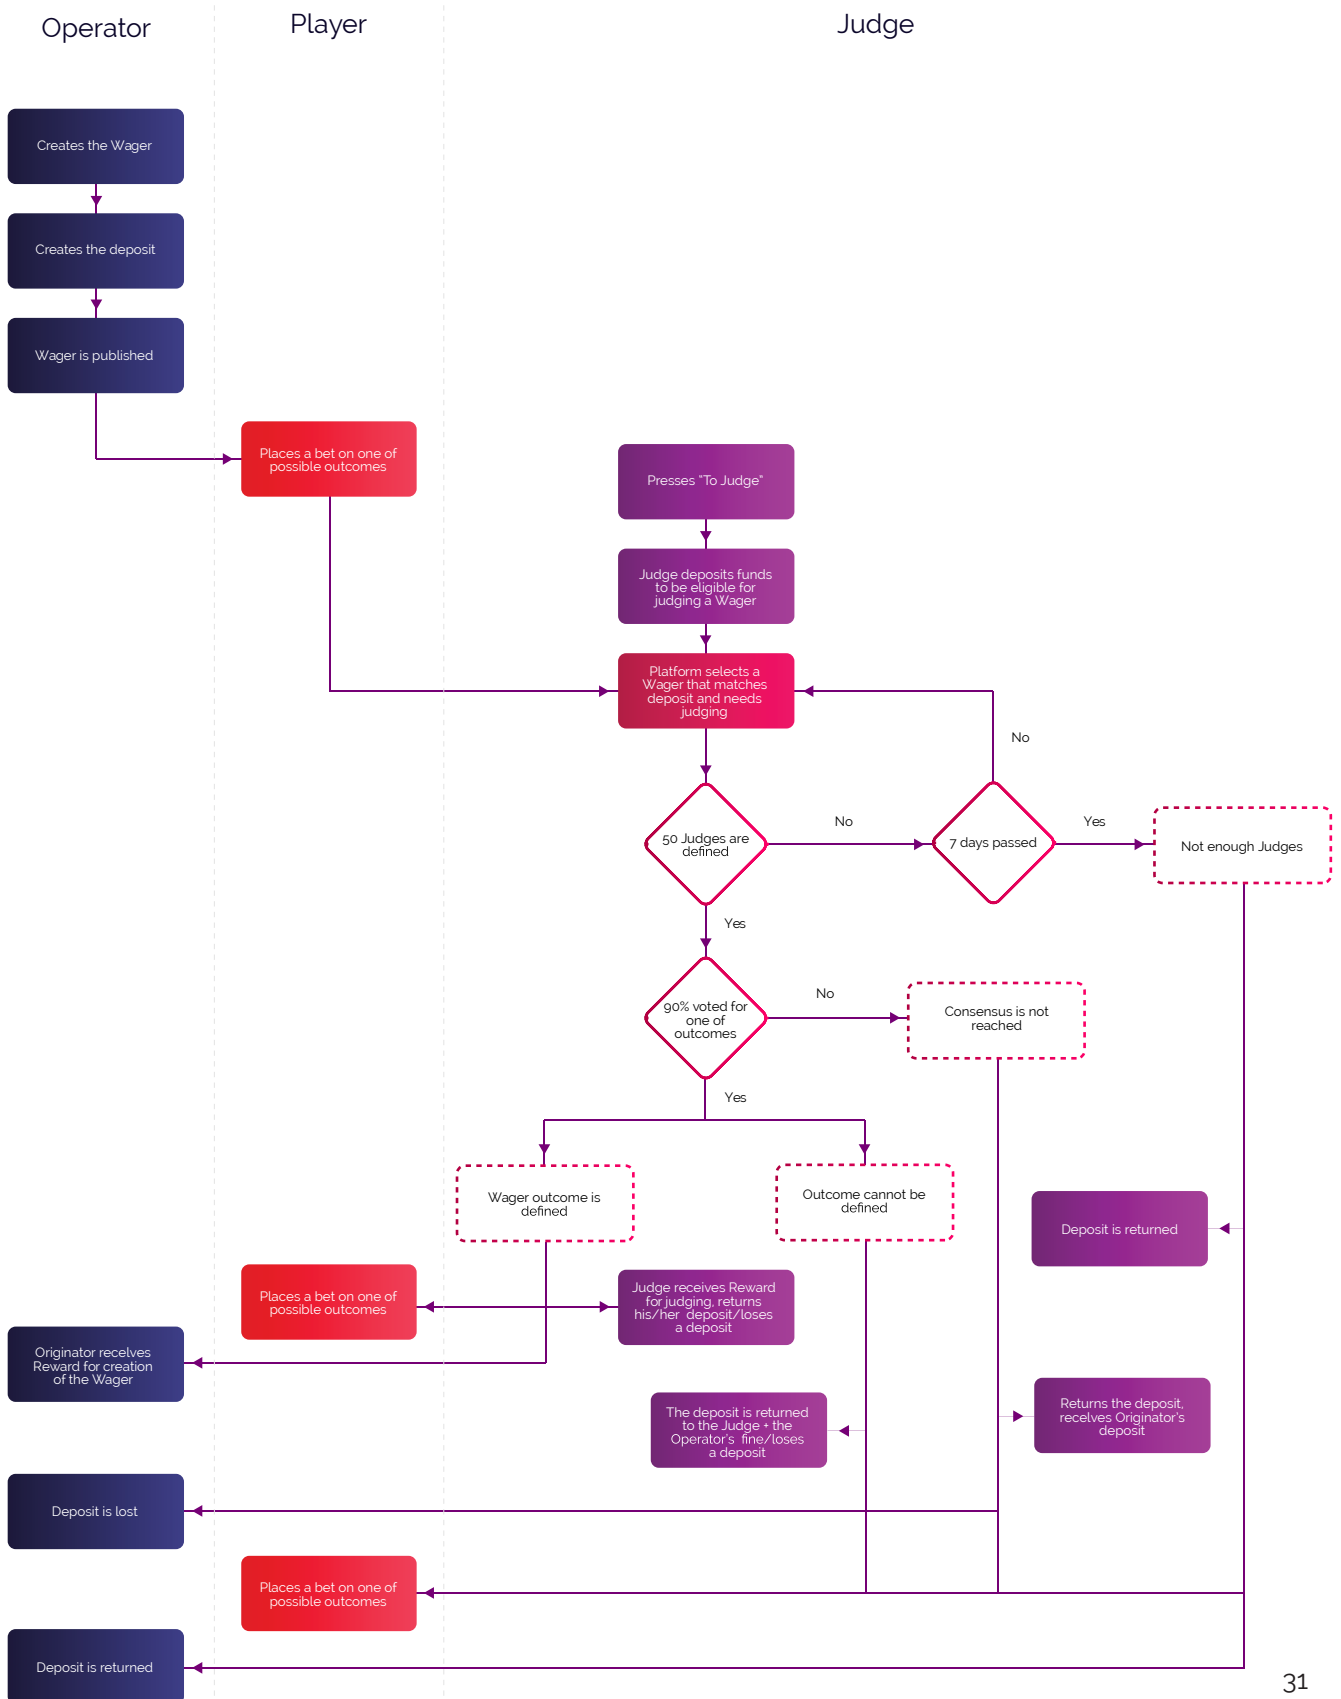 Operator
Player
Judge
Creates the Wager
Creates the deposit
Wager is published
Places a bet on one of
possible outcomes
Presses "To Judge"
Judge deposits funds
to be eligible for
judging a Wager
Platform selects a
Wager that matches
deposit and needs
judging
No
50 Judges are
defined
No
7 days passed
Yes
Not enough Judges
Yes
90% voted for
one of
outcomes
No
Consensus is not
reached
Yes
Wager outcome is
defined
Outcome cannot be
defined
Deposit is returned
Places a bet on one of
possible outcomes
Judge receives Reward
for judging, returns
his/her deposit/loses
a deposit
Originator recelves
Reward for creation
of the Wager
The deposit is returned
to the Judge + the
Operator's fine/loses
a deposit
Returns the deposit,
recelves Originator's
deposit
Deposit is lost
Places a bet on one of
possible outcomes
Deposit is returned
31